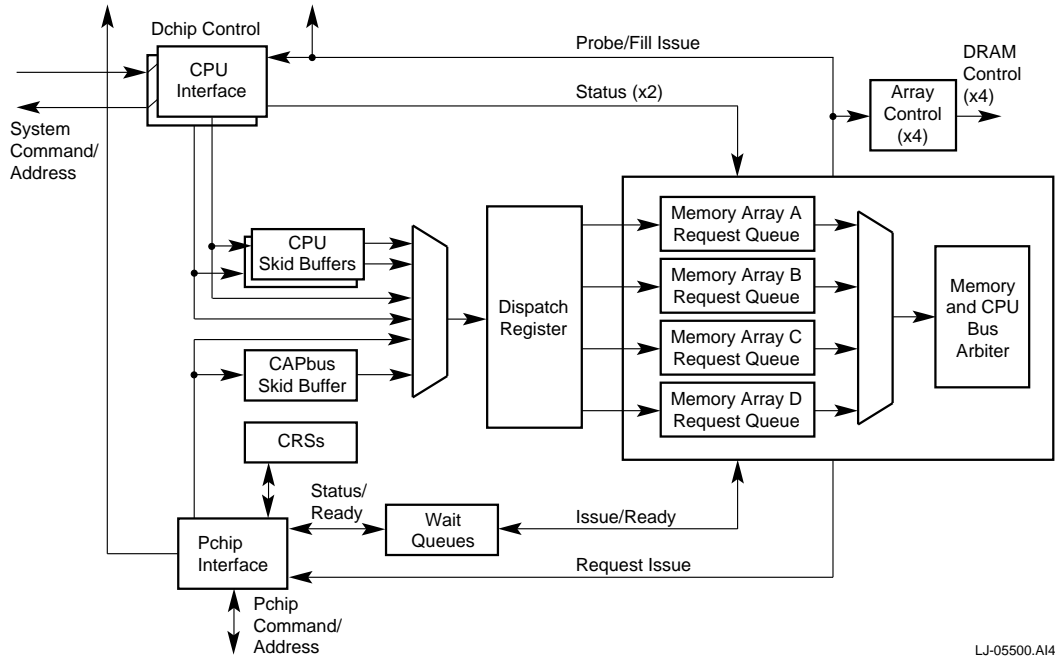 Dchip Control
CPU
Interface
System
Command/
Address
Probe/Fill Issue
Status (x2)
Array
Control
(x4)
DRAM
Control
(x4)
CPU
Skid Buffers
CAPbus
Skid Buffer
Dispatch
Register
Memory Array A
Request Queue
Memory Array B
Request Queue
Memory Array C
Request Queue
Memory Array D
Request Queue
Memory
and CPU
Bus
Arbiter
CRSs
Status/
Ready
Wait
Queues
Issue/Ready
Pchip
Interface
Request Issue
Pchip
Command/
Address
LJ-05500.AI4